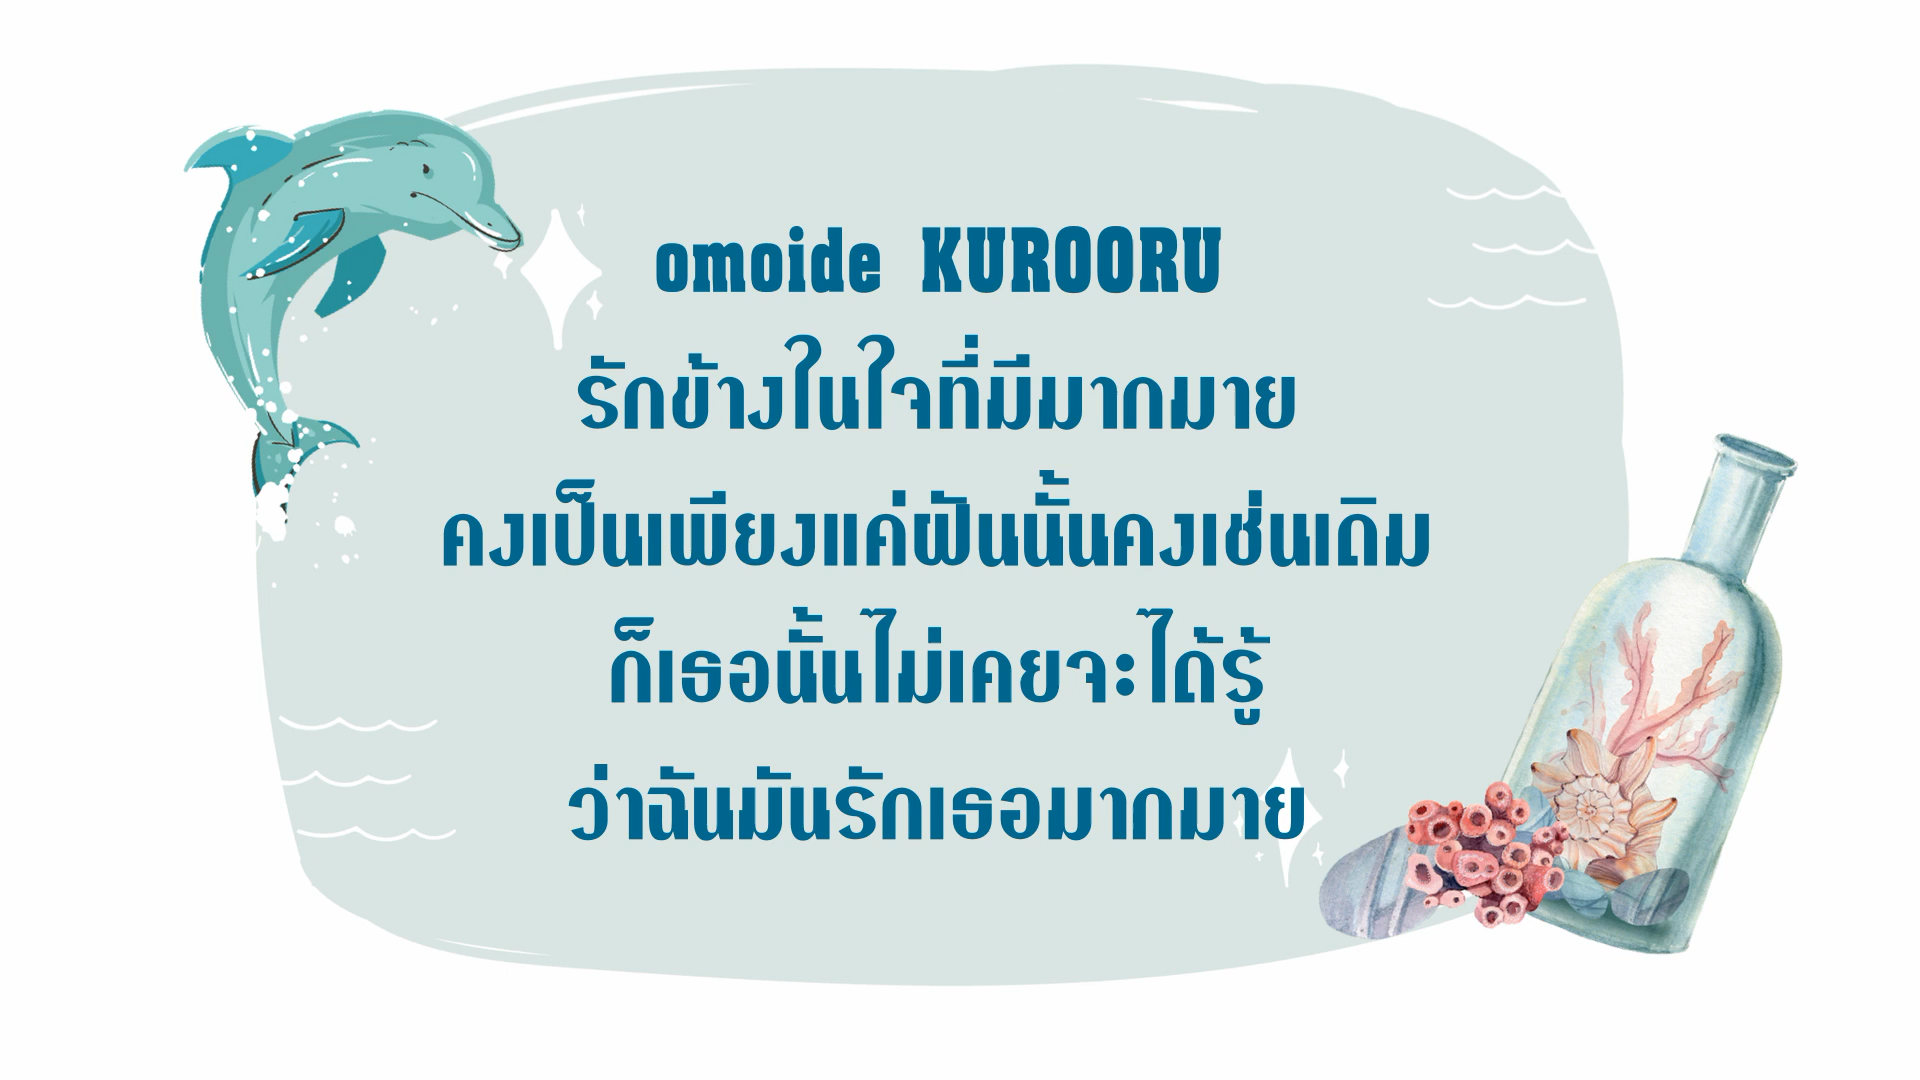 omoide KUROORU
รักข้างในใจที่มีมากมาย
คงเป็นเพียงแค่ฝันนั้นคงเช่นเดิม
ก็เธอนั้นไม่เคยจะได้รู้
ว่าฉันมันรักเธอมากมาย